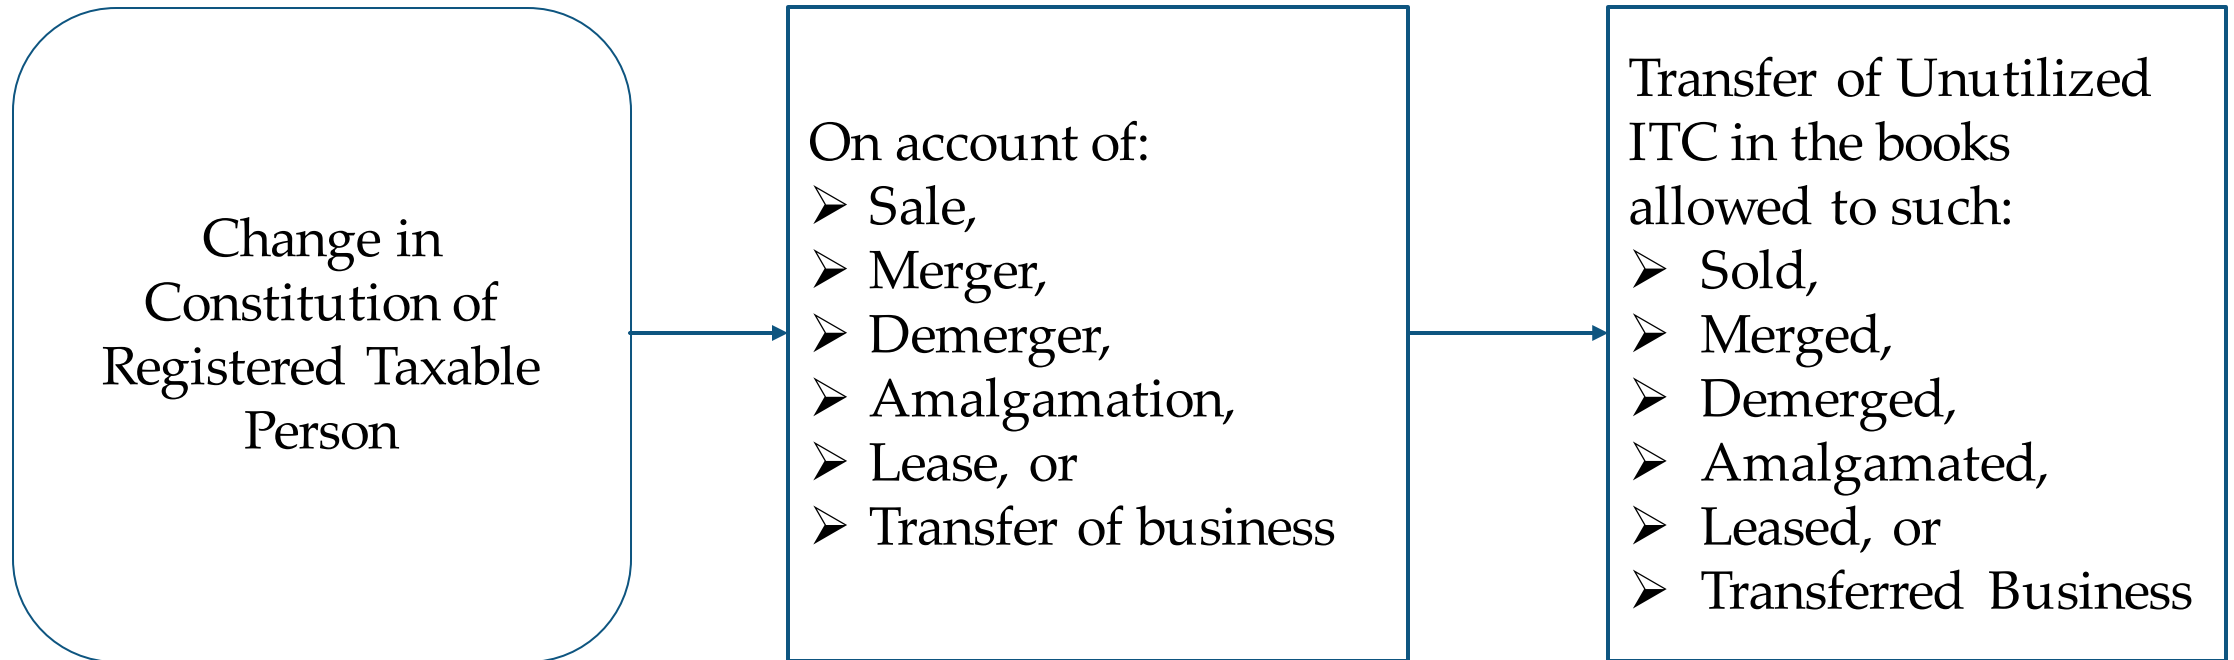 Change in
Constitution of
Registered Taxable
Person
On account of:
➢ Sale,
➢ Merger,
➢ Demerger,
➢ Amalgamation,
➢ Lease, or
➢ Transfer of business
Transfer of Unutilized
ITC in the books
allowed to such:
➢ Sold,
➢ Merged,
➢ Demerged,
➢ Amalgamated,
➢ Leased, or
➢ Transferred Business